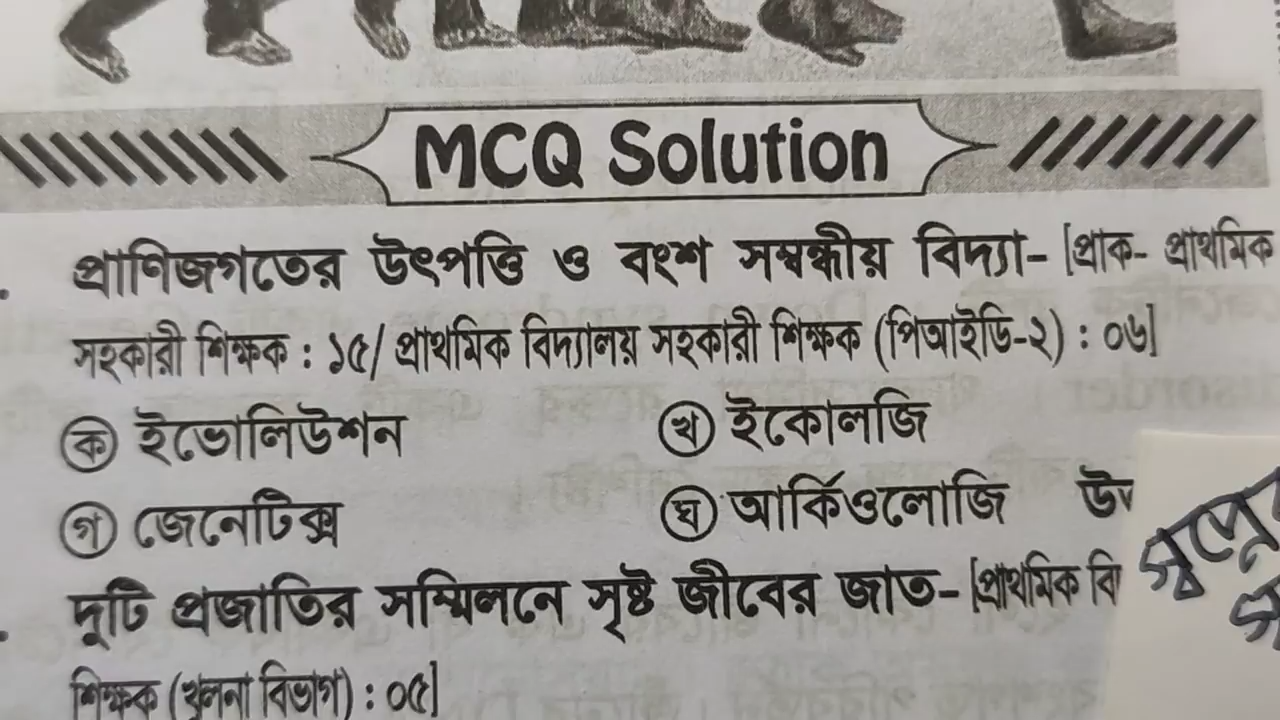 MCQ Solution
প্রাণিজগতের উৎপত্তি ও বংশ সম্বন্ধীয় বিদ্যা- [প্রাক- প্রাথমিক
সহকারী শিক্ষক : ১৫/ প্রাথমিক বিদ্যালয় সহকারী শিক্ষক (পিআইডি-২) : ০৬]
ক ইভোলিউশন খ ইকোলজি
গ জেনেটিক্স ঘ আর্কিওলোজি
দুটি প্রজাতির সম্মিলনে সৃষ্ট জীবের জাত- [প্রাথমিক
শিক্ষক (খুলনা বিভাগ) : ০৫]